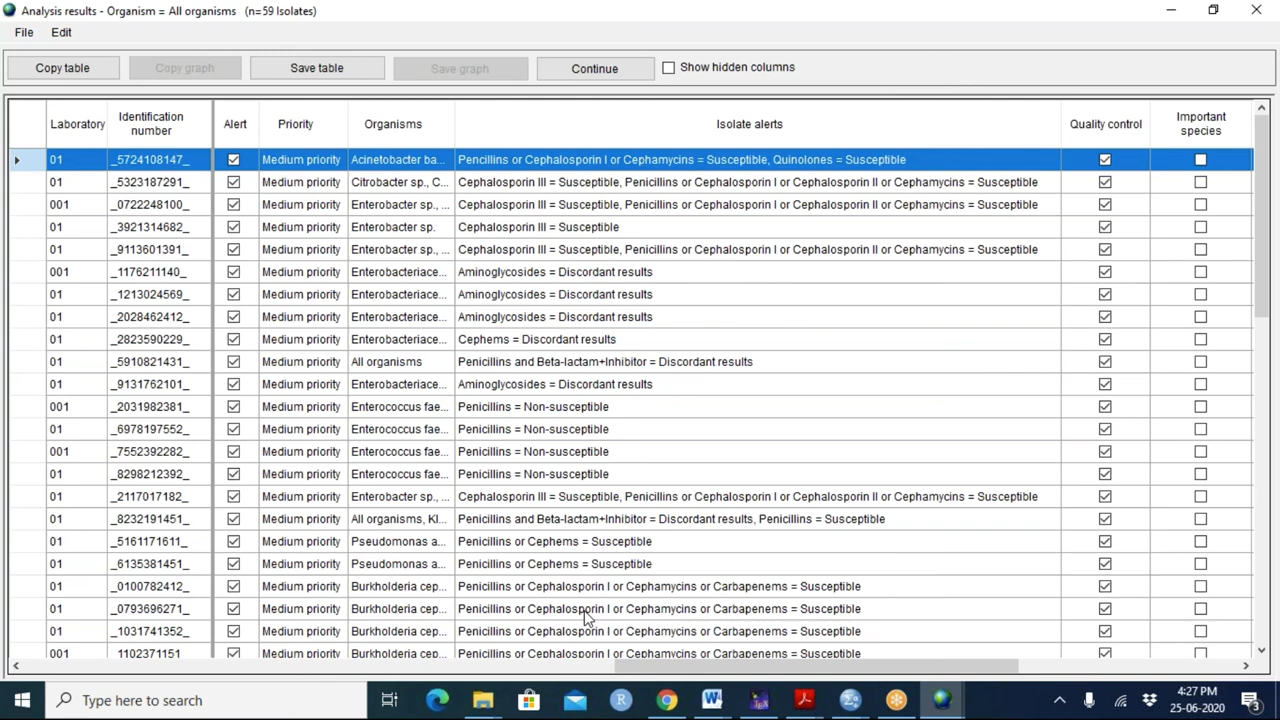 Analysis results - Organism = All organisms (n=59 Isolates)
File Edit
Copy table Copy graph Save table Save graph Continue Show hidden columns
Laboratory Identification number Alert Priority Organisms Isolate alerts Quality control Important species
01 _5724108147_ Medium priority Acinetobacter ba... Pencillins or Cephalosporin I or Cephamycins = Susceptible, Quinolones = Susceptible
01 _5323187291_ Medium priority Citrobacter sp., C... Cephalosporin III = Susceptible, Penicillins or Cephalosporin I or Cephalosporin II or Cephamycins = Susceptible
001 _0722248100_ Medium priority Enterobacter sp., ... Cephalosporin III = Susceptible, Penicillins or Cephalosporin I or Cephalosporin II or Cephamycins = Susceptible
01 _3921314682_ Medium priority Enterobacter sp. Cephalosporin III = Susceptible
01 _9113601391_ Medium priority Enterobacter sp., ... Cephalosporin III = Susceptible, Penicillins or Cephalosporin I or Cephalosporin II or Cephamycins = Susceptible
001 _1176211140_ Medium priority Enterobacteriace... Aminoglycosides = Discordant results
01 _1213024569_ Medium priority Enterobacteriace... Aminoglycosides = Discordant results
01 _2028462412_ Medium priority Enterobacteriace... Aminoglycosides = Discordant results
01 _2823590229_ Medium priority Enterobacteriace... Cephems = Discordant results
01 _5910821431_ Medium priority All organisms Penicillins and Beta-lactam+Inhibitor = Discordant results
01 _9131762101_ Medium priority Enterobacteriace... Aminoglycosides = Discordant results
001 _2031982381_ Medium priority Enterococcus fae... Penicillins = Non-susceptible
01 _6978197552_ Medium priority Enterococcus fae... Penicillins = Non-susceptible
001 _7552392282_ Medium priority Enterococcus fae... Penicillins = Non-susceptible
01 _8298212392_ Medium priority Enterococcus fae... Penicillins = Non-susceptible
01 _2117017182_ Medium priority Enterobacter sp., ... Cephalosporin III = Susceptible, Penicillins or Cephalosporin I or Cephalosporin II or Cephamycins = Susceptible
01 _8232191451_ Medium priority All organisms, Kl... Penicillins and Beta-lactam+Inhibitor = Discordant results, Penicillins = Susceptible
01 _5161171611_ Medium priority Pseudomonas a... Penicillins or Cephems = Susceptible
01 _6135381451_ Medium priority Pseudomonas a... Penicillins or Cephems = Susceptible
01 _0100782412_ Medium priority Burkholderia cep... Penicillins or Cephalosporin I or Cephamycins or Carbapenems = Susceptible
01 _0793696271_ Medium priority Burkholderia cep... Penicillins or Cephalosporin I or Cephamycins or Carbapenems = Susceptible
01 _1031741352_ Medium priority Burkholderia cep... Penicillins or Cephalosporin I or Cephamycins or Carbapenems = Susceptible
001 _1102371151_ Medium priority Burkholderia cep... Penicillins or Cephalosporin I or Cephamycins or Carbapenems = Susceptible
Type here to search
4:27 PM
25-06-2020
3